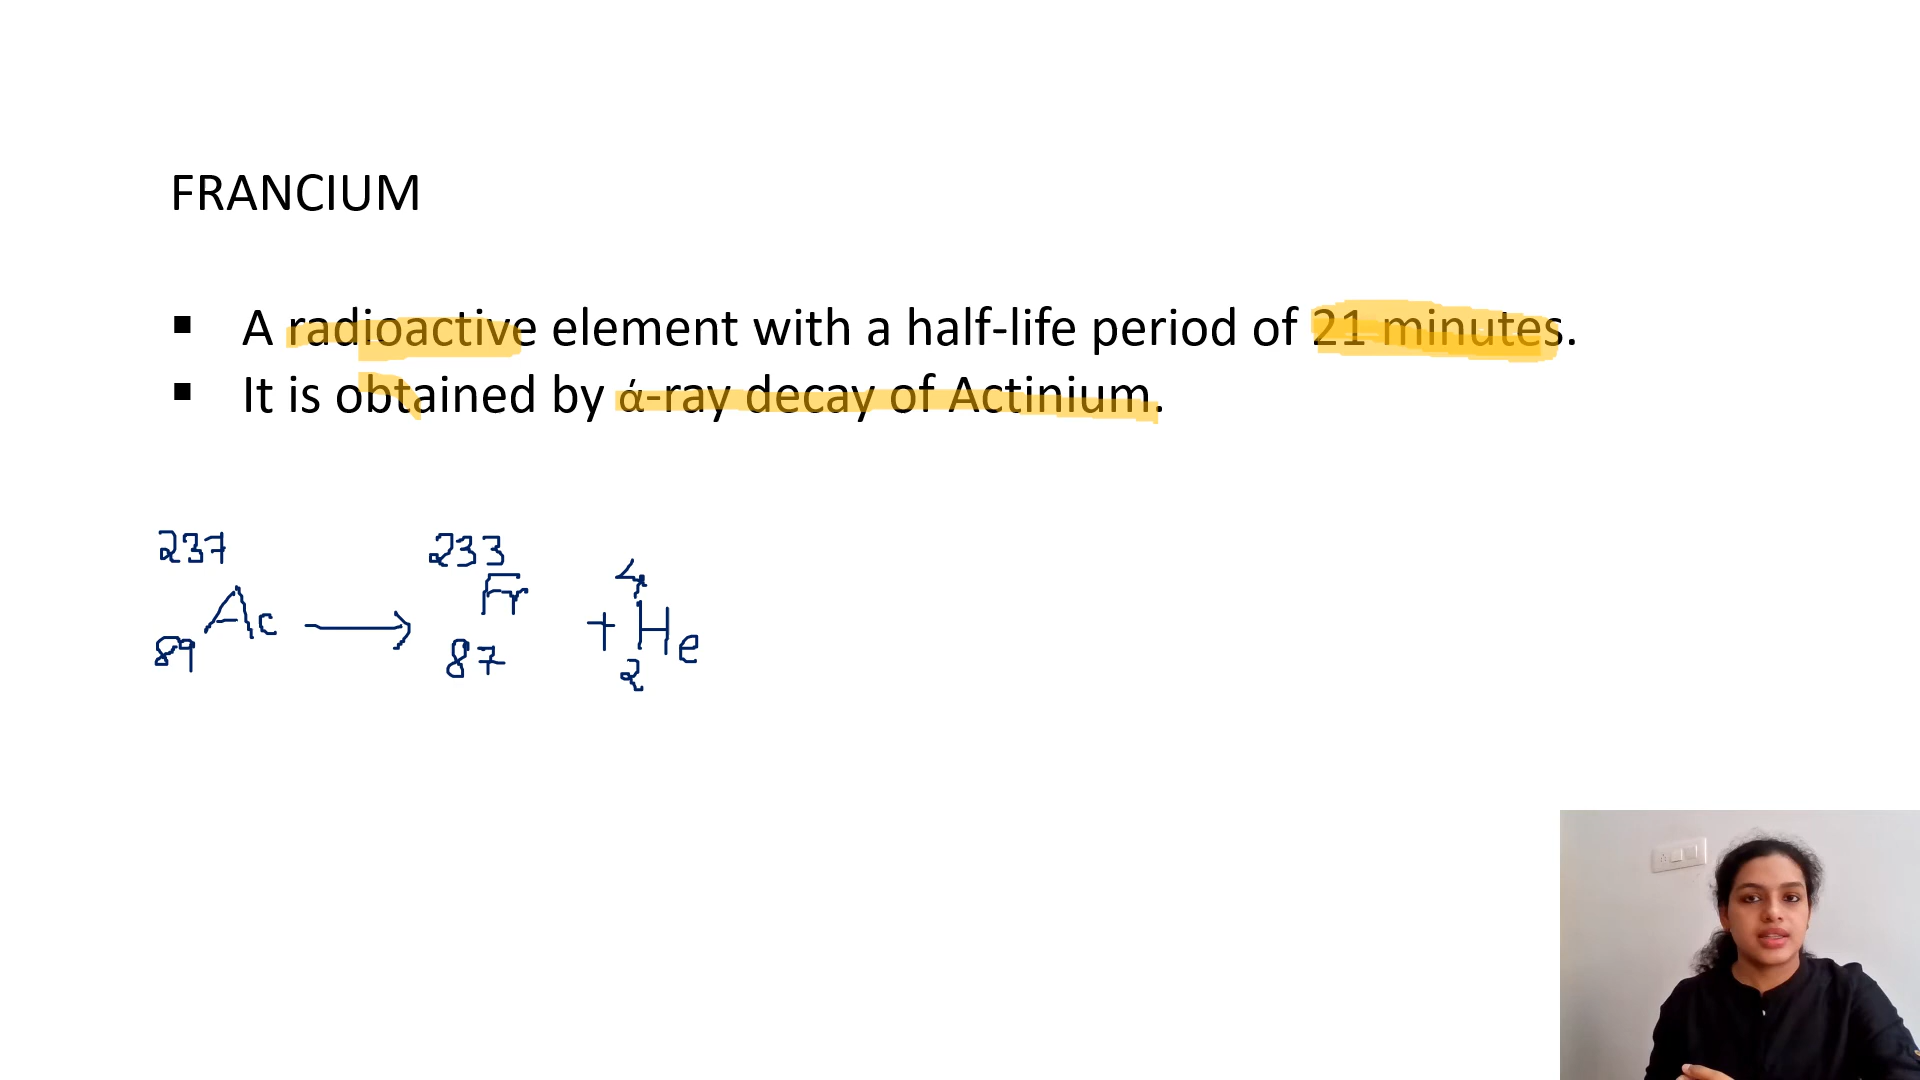 FRANCIUM
▪ A radioactive element with a half-life period of 21 minutes.
▪ It is obtained by ά-ray decay of Actinium.
237 233 4
Ac → Fr + He
89 87 2